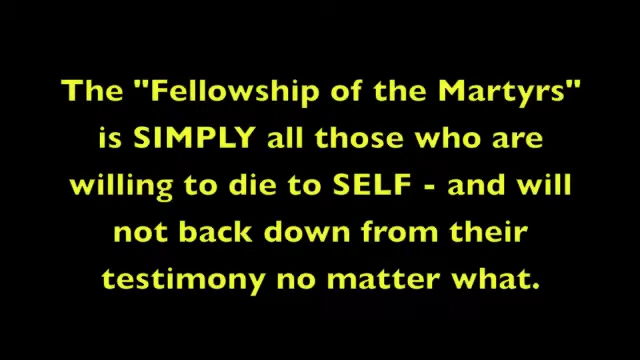 The "Fellowship of the Martyrs"
is SIMPLY all those who are
willing to die to SELF - and will
not back down from their
testimony no matter what.